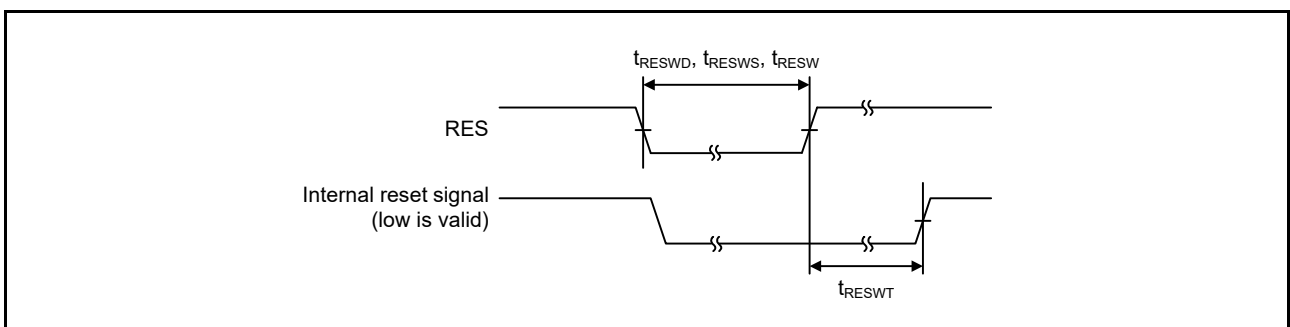 tRESWD, tRESWS, tRESW
RES
Internal reset signal
(low is valid)
tRESWT